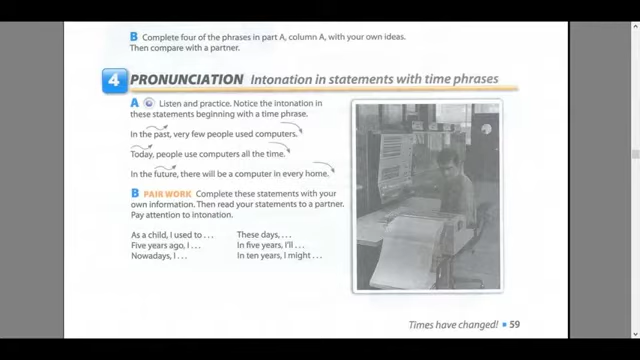 B Complete four of the phrases in part A, column A, with your own ideas.
Then compare with a partner.
4 PRONUNCIATION Intonation in statements with time phrases
A Listen and practice. Notice the intonation in
these statements beginning with a time phrase.
In the past, very few people used computers.
Today, people use computers all the time.
In the future, there will be a computer in every home.
B PAIR WORK Complete these statements with your
own information. Then read your statements to a partner.
Pay attention to intonation.
As a child, I used to . . .
Five years ago, I . . .
Nowadays, I . . .
These days, . . .
In five years, I'll . . .
In ten years, I might . . .
Times have changed! ▪ 59